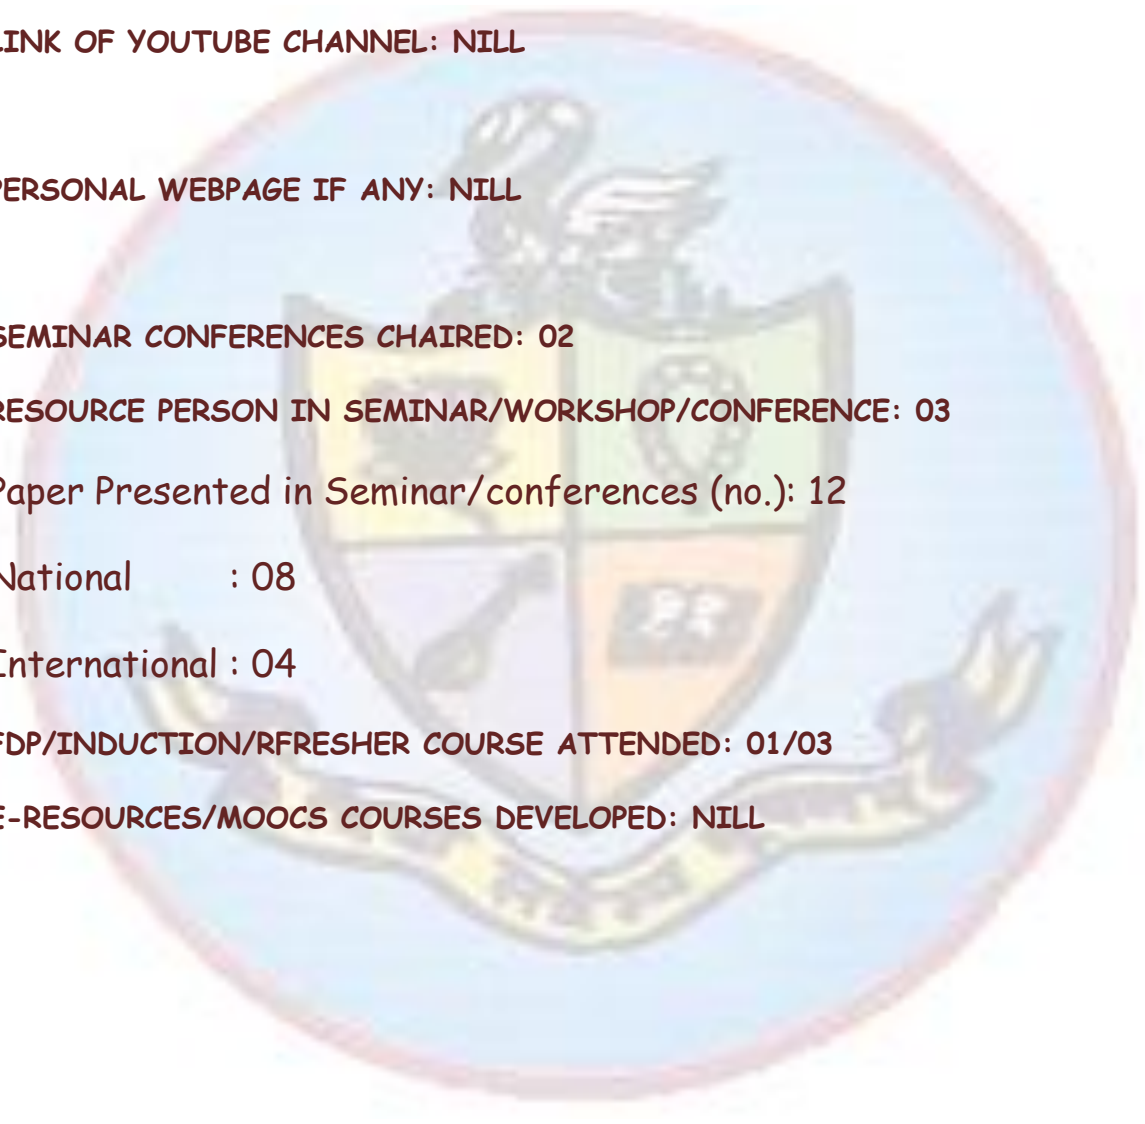 LINK OF YOUTUBE CHANNEL: NILL
PERSONAL WEBPAGE IF ANY: NILL
SEMINAR CONFERENCES CHAIRED: 02
RESOURCE PERSON IN SEMINAR/WORKSHOP/CONFERENCE: 03
Paper Presented in Seminar/conferences (no.): 12
National : 08
International : 04
FDP/INDUCTION/RFRESHER COURSE ATTENDED: 01/03
E-RESOURCES/MOOCS COURSES DEVELOPED: NILL